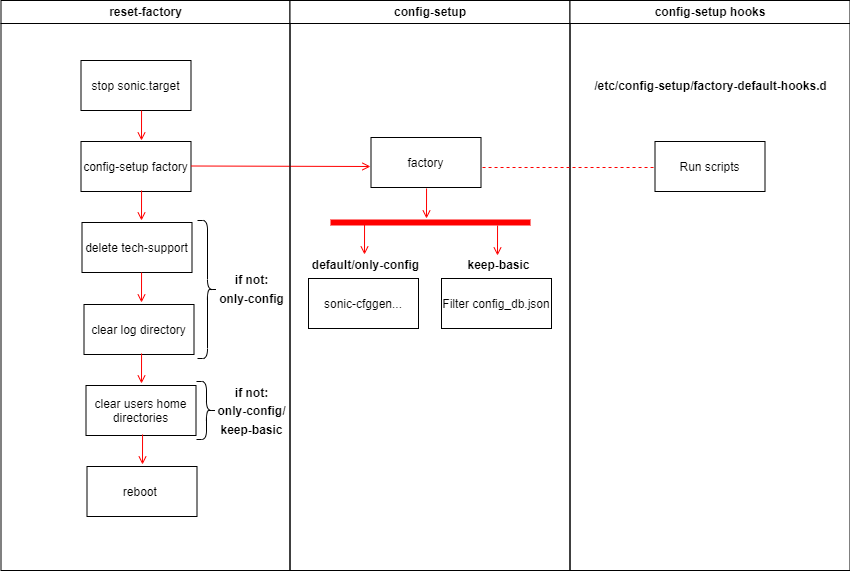 reset-factory
config-setup
config-setup hooks
stop sonic.target
/etc/config-setup/factory-default-hooks.d
config-setup factory
factory
Run scripts
delete tech-support
if not:
only-config
default/only-config
keep-basic
sonic-cfggen...
Filter config_db.json
clear log directory
clear users home
directories
if not:
only-config/
keep-basic
reboot